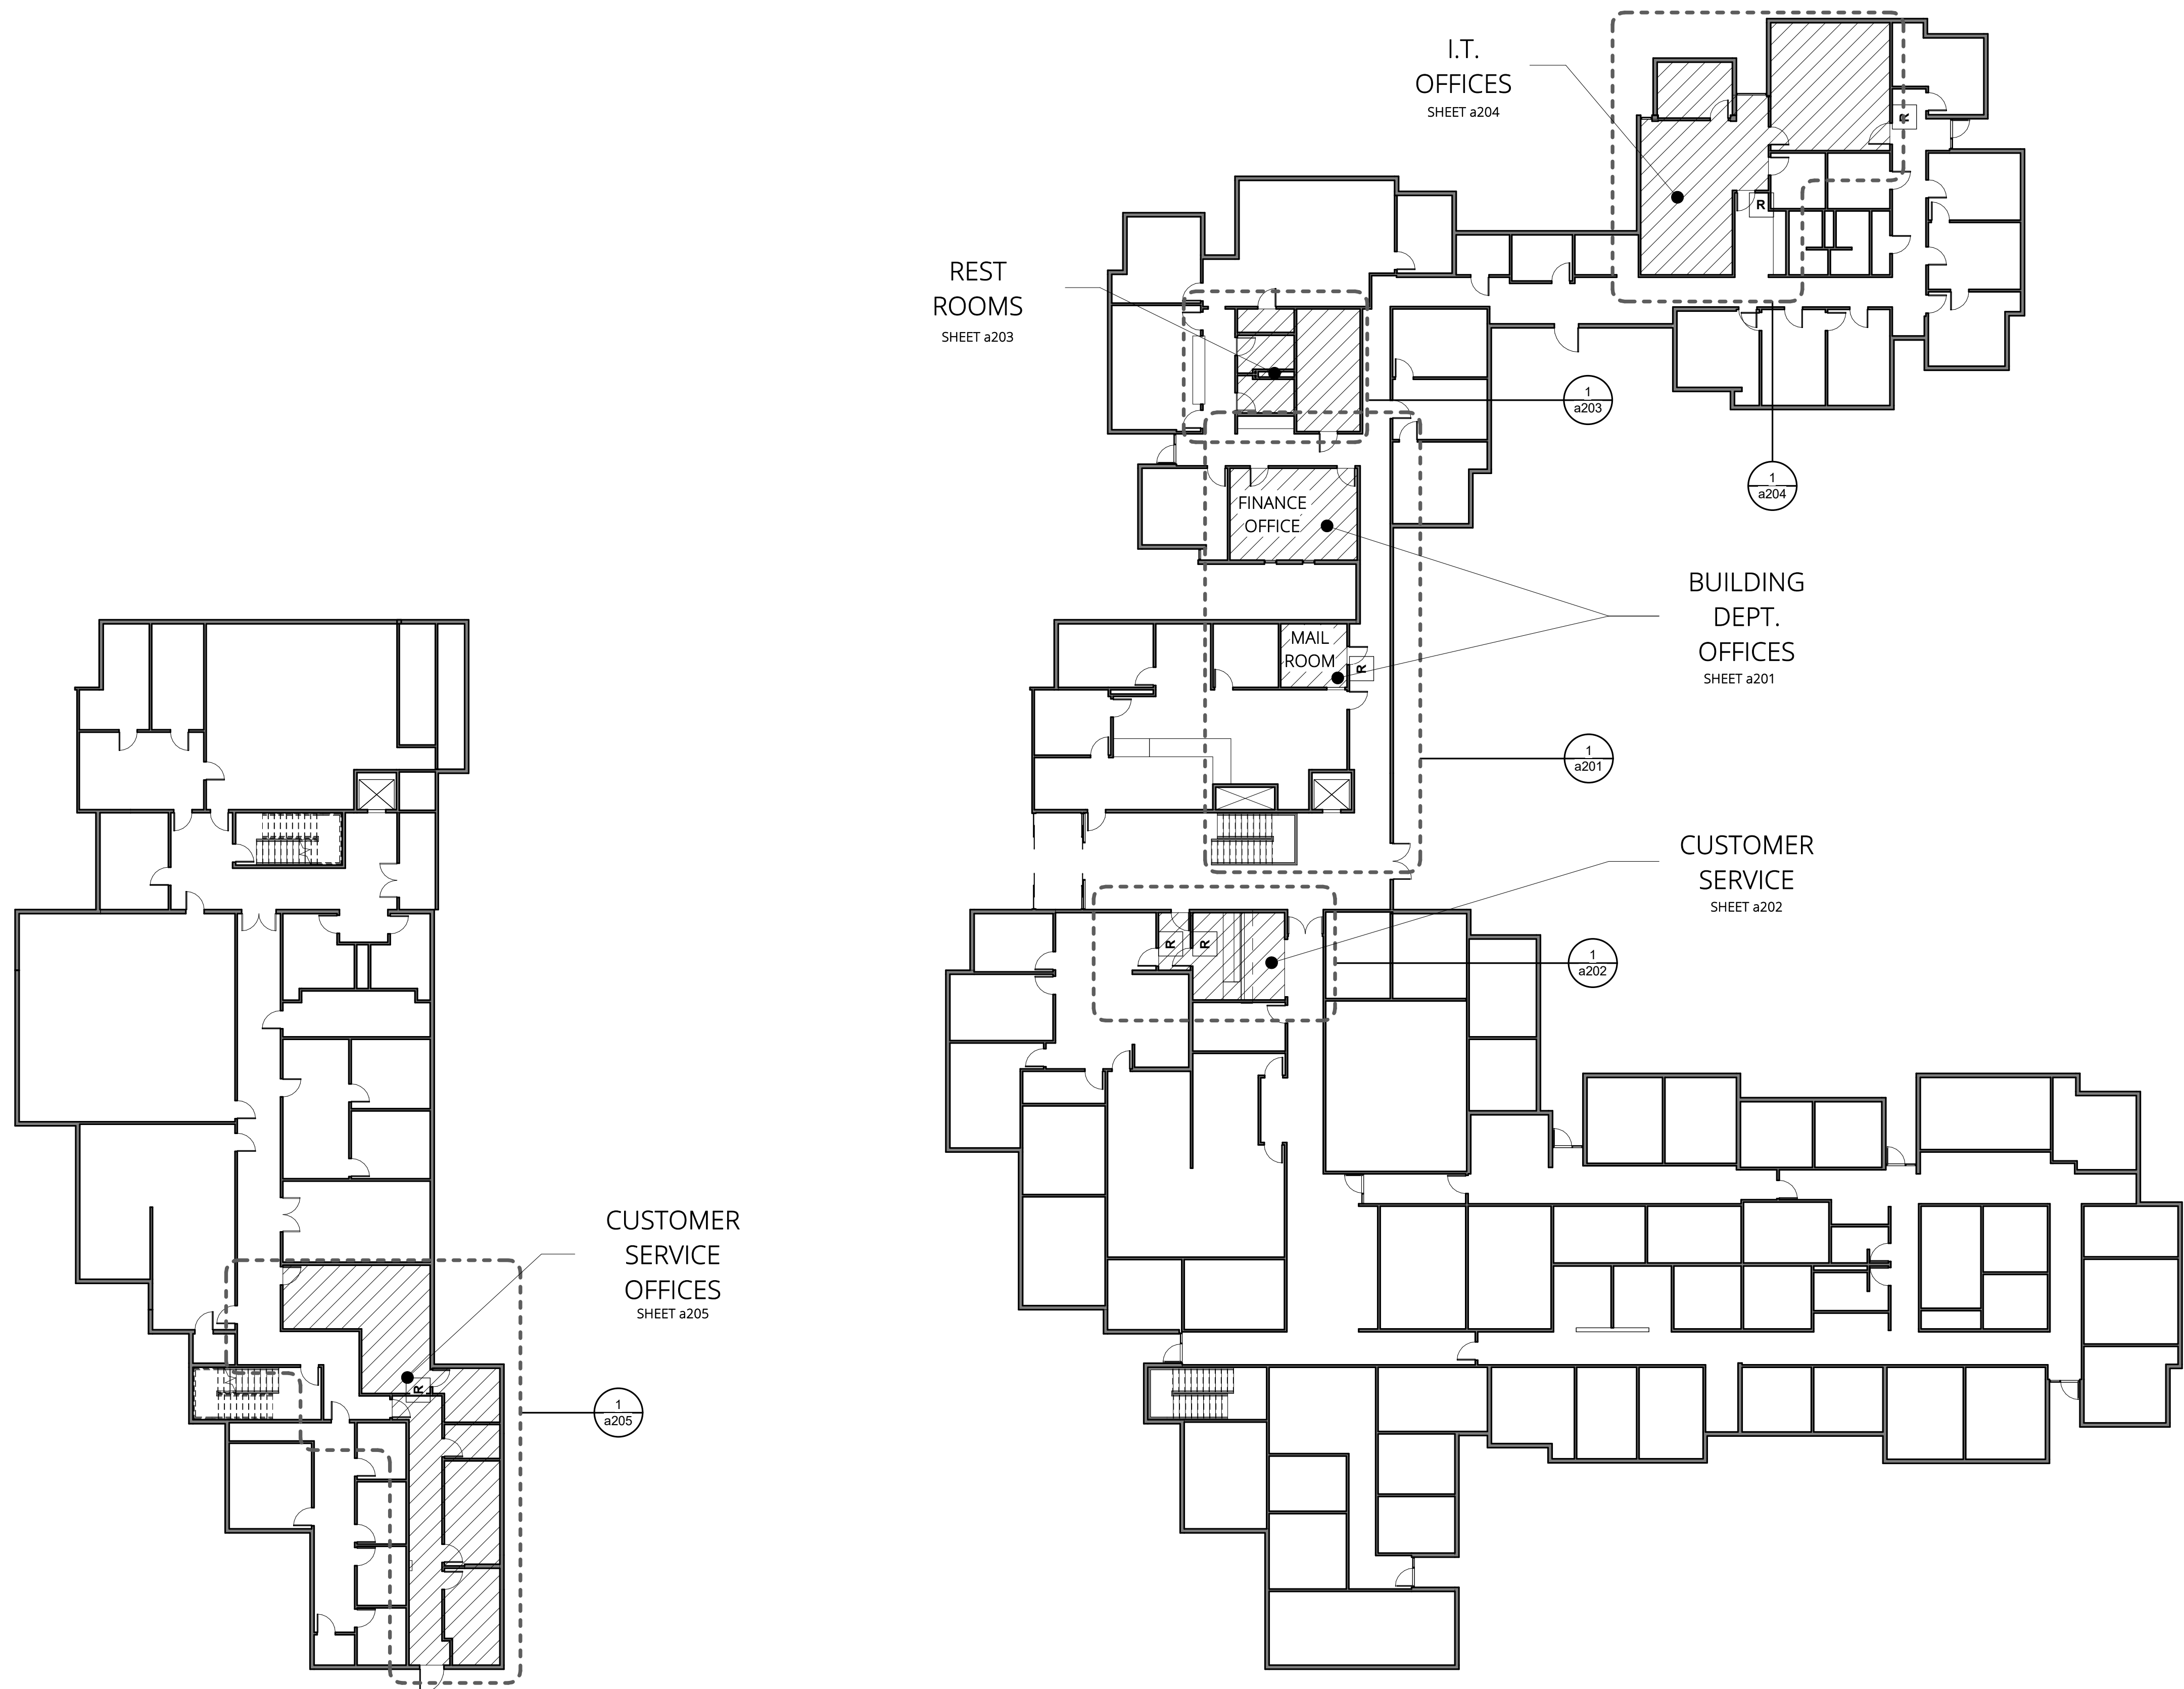 I.T.
OFFICES
SHEET a204
R
R
REST
ROOMS
SHEET a203
1
a203
1
a204
FINANCE
OFFICE
BUILDING
DEPT.
OFFICES
SHEET a201
MAIL
ROOM
R
1
a201
CUSTOMER
SERVICE
SHEET a202
R
R
1
a202
CUSTOMER
SERVICE
OFFICES
SHEET a205
R
1
a205